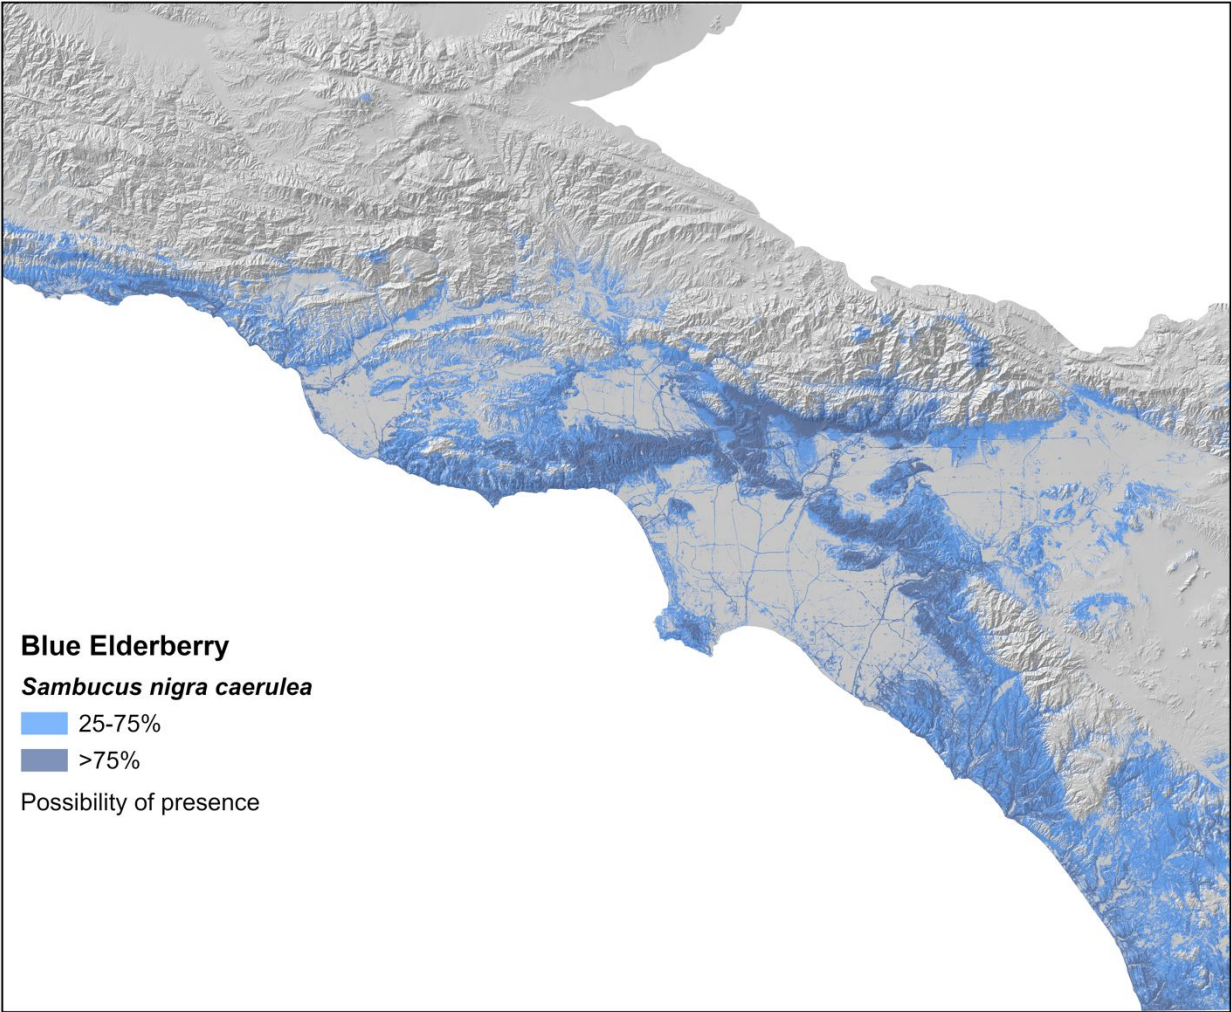 Blue Elderberry
Sambucus nigra caerulea
25-75%
>75%
Possibility of presence